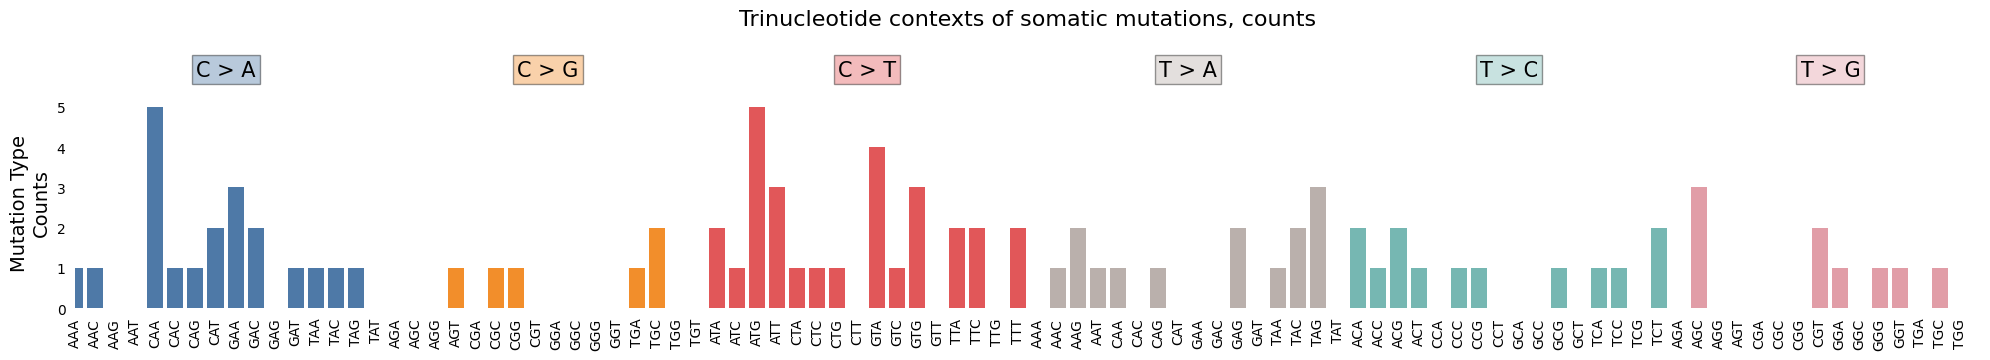 Trinucleotide contexts of somatic mutations, counts
C > A C > G C > T T > A T > C T > G
Mutation Type
Counts
5
4
3
2
1
0
AAA AAC AAG AAT CAA CAC CAG CAT GAA GAC GAG GAT TAA TAC TAG TAT AGA AGC AGG AGT CGA CGC CGG CGT GGA GGC GGG GGT TGA TGC TGG TGT ATA ATC ATG ATT CTA CTC CTG CTT GTA GTC GTG GTT TTA TTC TTG TTT AAA AAC AAG AAT CAA CAC CAG CAT GAA GAC GAG GAT TAA TAC TAG TAT ACA ACC ACG ACT CCA CCC CCG CCT GCA GCC GCG GCT TCA TCC TCG TCT AGA AGC AGG AGT CGA CGC CGG CGT GGA GGC GGG GGT TGA TGC TGG